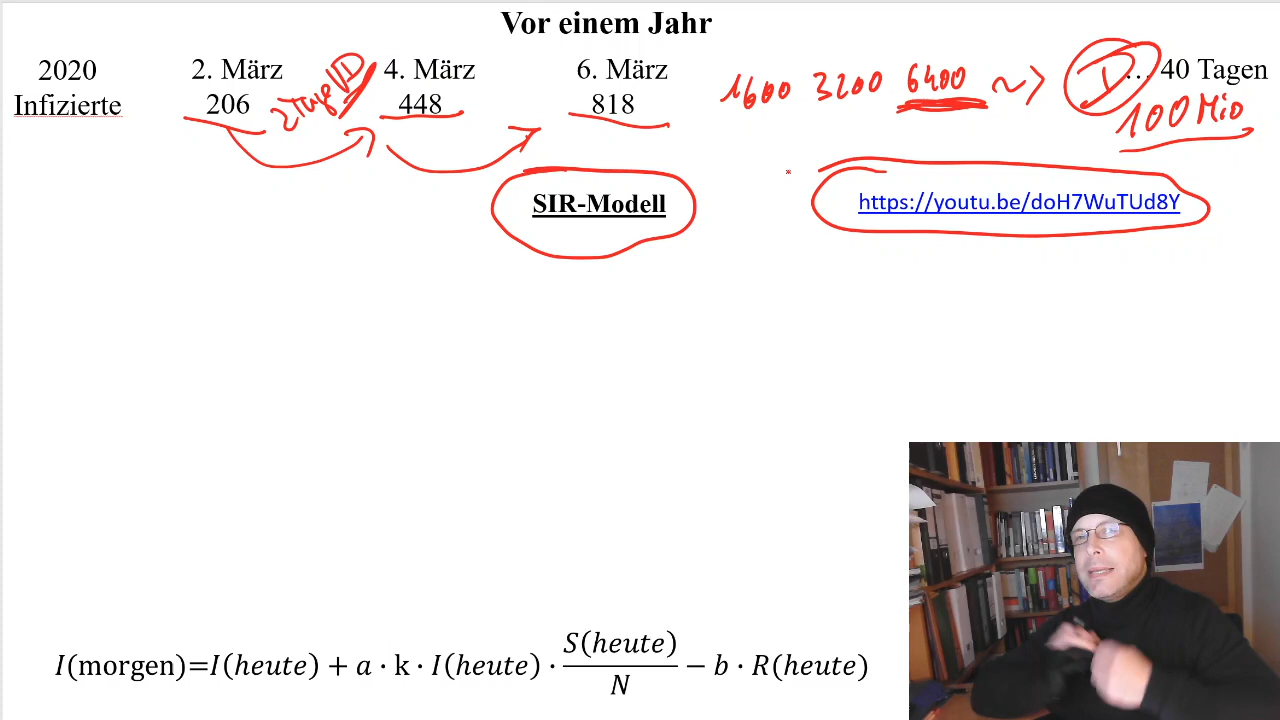 Vor einem Jahr
2020 2. März 4. März 6. März 1600 3200 6400 ~> D ... 40 Tagen
Infizierte 206 2 Tage 448 818 100 Mio
SIR-Modell https://youtu.be/doH7WuTUd8Y
I(morgen)=I(heute) + a · k · I(heute) · S(heute)/N − b · R(heute)